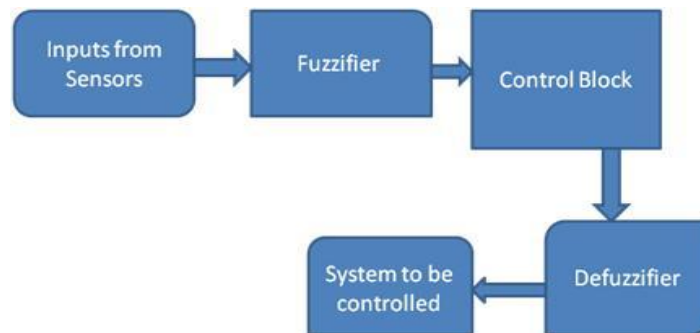 Inputs from
Sensors
Fuzzifier
Control Block
Defuzzifier
System to be
controlled